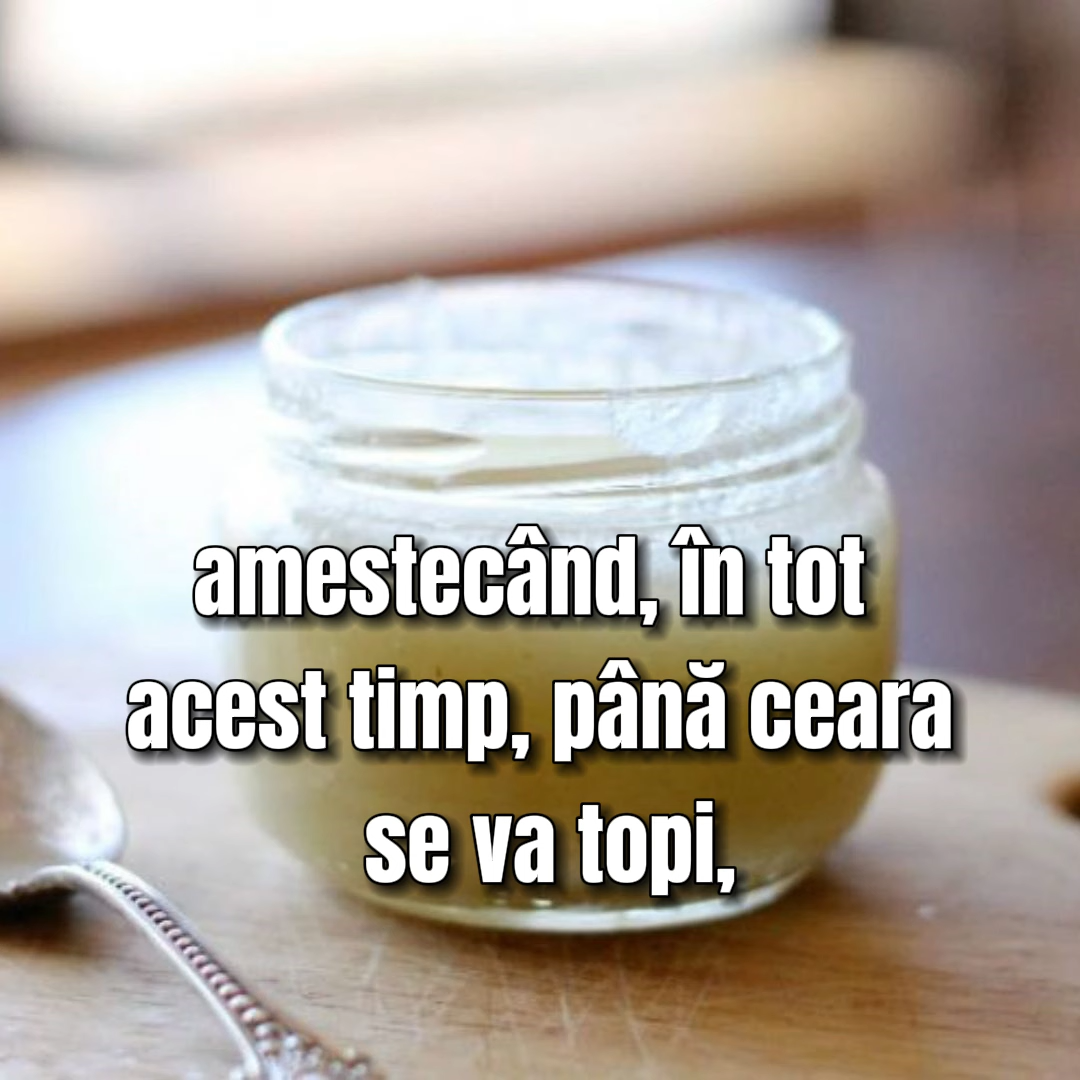 amestecând, în tot
acest timp, până ceara
se va topi,